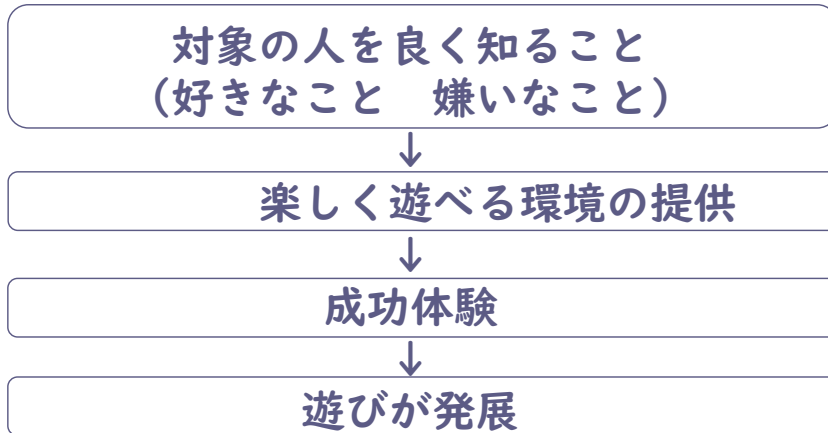 対象の人を良く知ること
（好きなこと　嫌いなこと）
↓
楽しく遊べる環境の提供
↓
成功体験
↓
遊びが発展